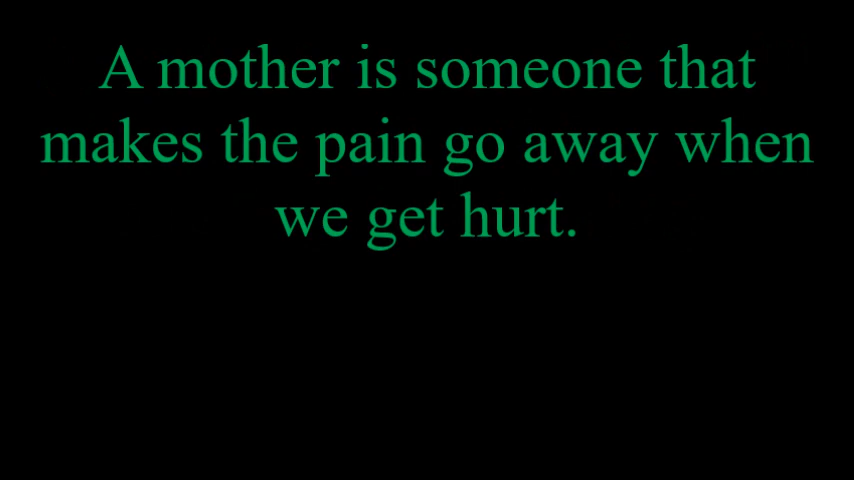 A mother is someone that
makes the pain go away when
we get hurt.